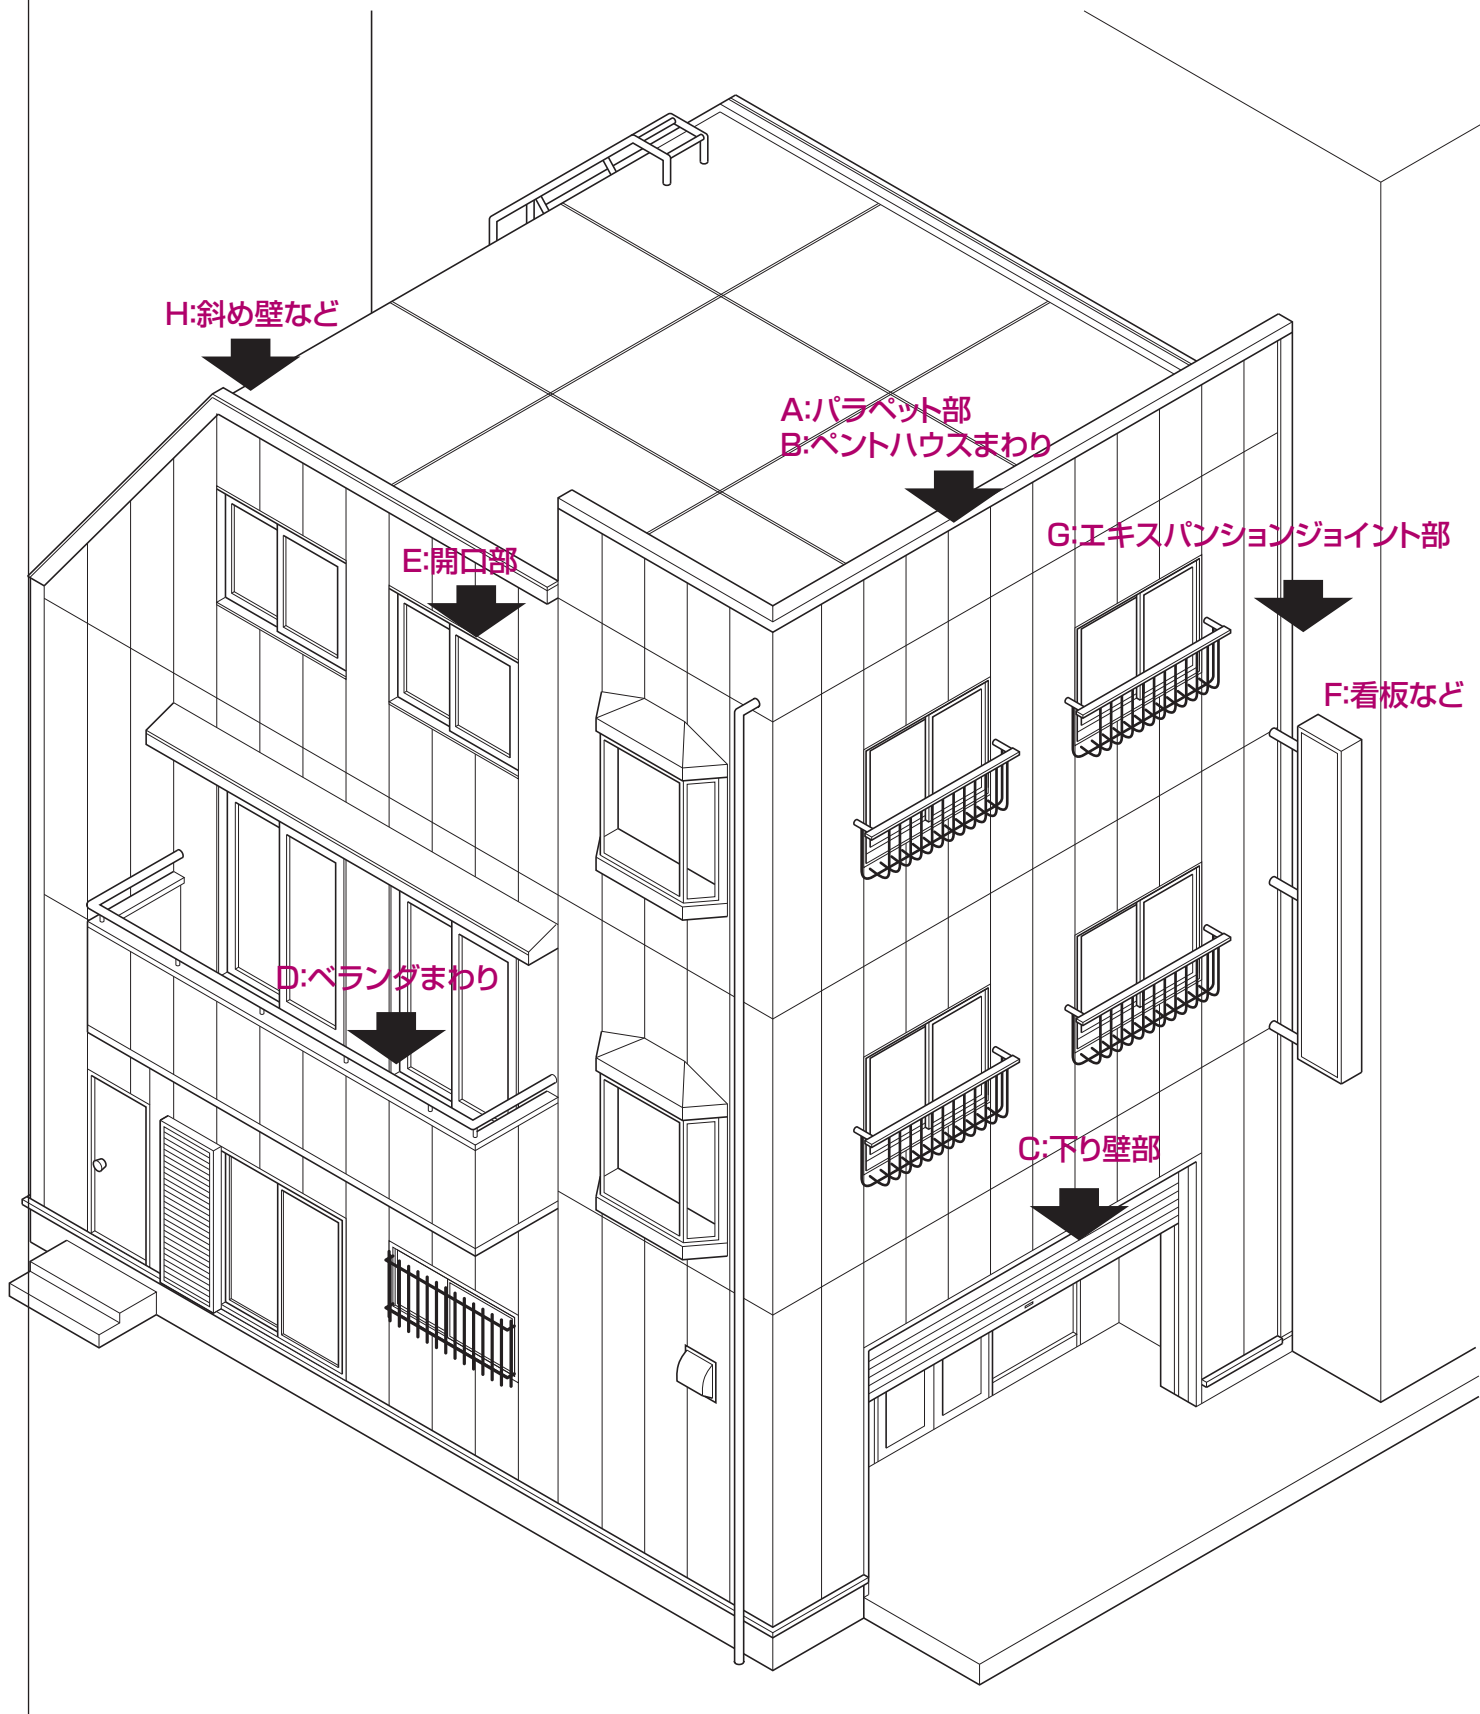 H:斜め壁など
A:パラペット部
B:ペントハウスまわり
G:エキスパンションジョイント部
E:開口部
F:看板など
D:ベランダまわり
C:下り壁部